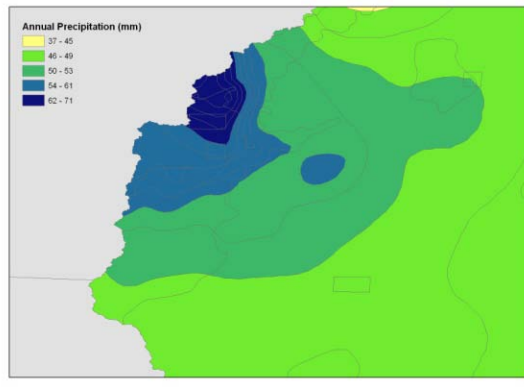 Annual Precipitation (mm)
37 - 45
46 - 49
50 - 53
54 - 61
62 - 71